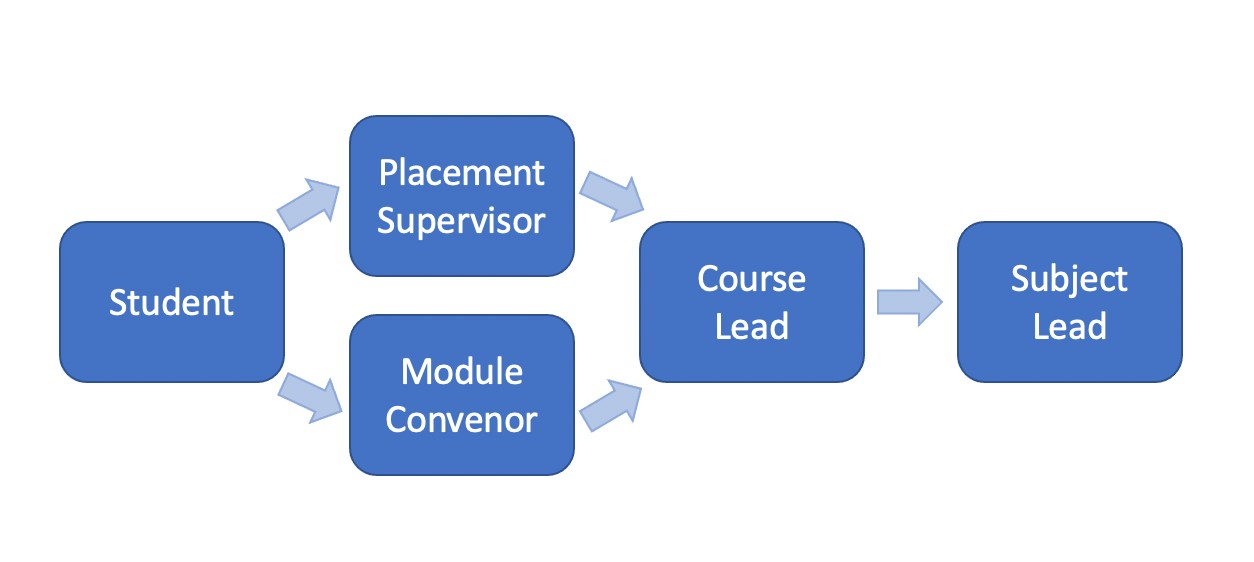 Student
Placement
Supervisor
Module
Convenor
Course
Lead
Subject
Lead